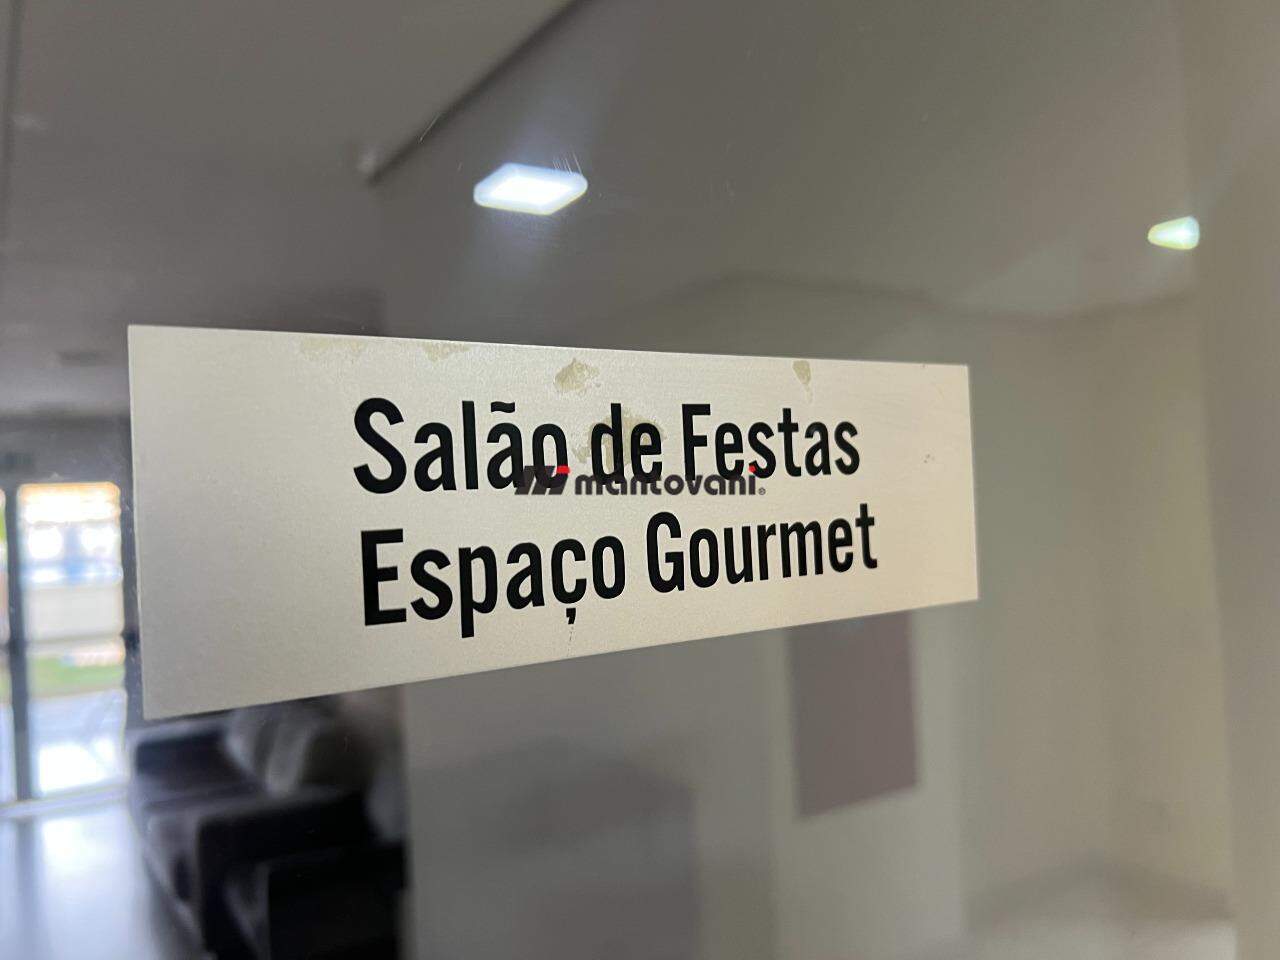 Salão de Festas
mantovani®
Espaço Gourmet